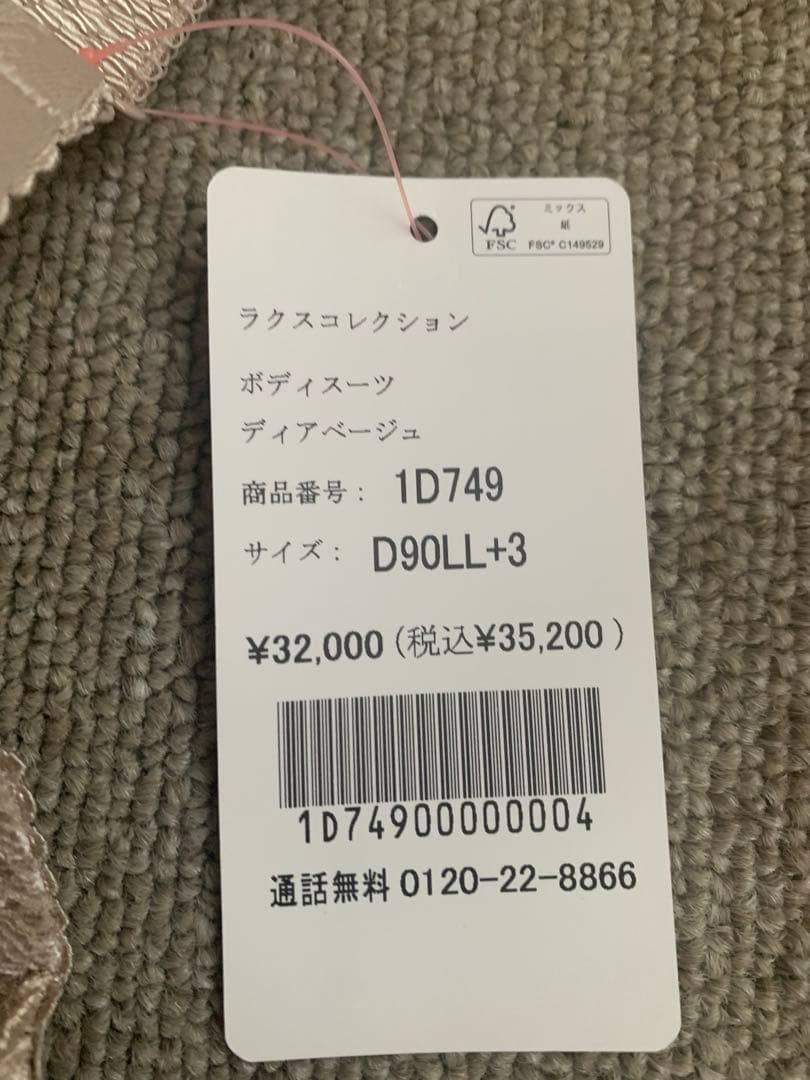 ミックス
紙
FSC
FSC® C149529
ラクスコレクション
ボディスーツ
ディアベージュ
商品番号： 1D749
サイズ： D90LL+3
¥32,000（税込¥35,200）
1D74900000004
通話無料 0120-22-8866